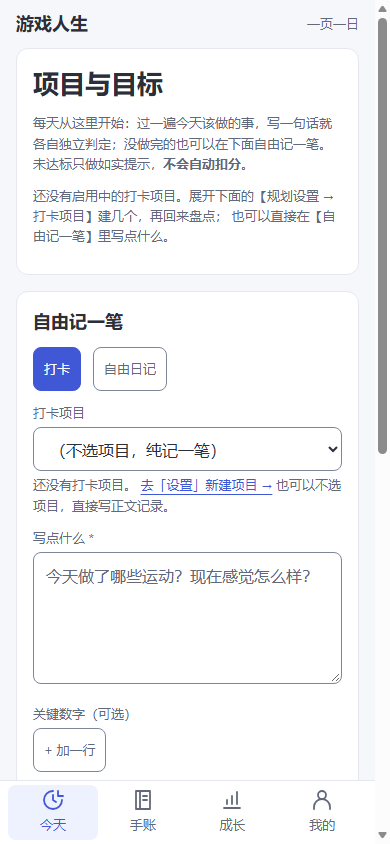 游戏人生
一页一日
项目与目标
每天从这里开始：过一遍今天该做的事，写一句话就
各自独立判定；没做完的也可以在下面自由记一笔。
未达标只做如实提示，不会自动扣分。
还没有启用中的打卡项目。展开下面的【规划设置 →
打卡项目】建几个，再回来盘点； 也可以直接在【自
由记一笔】里写点什么。
自由记一笔
打卡
自由日记
打卡项目
（不选项目，纯记一笔）
还没有打卡项目。 去「设置」新建项目 → 也可以不选
项目，直接写正文记录。
写点什么 *
今天做了哪些运动？现在感觉怎么样？
关键数字（可选）
+ 加一行
今天
手账
成长
我的